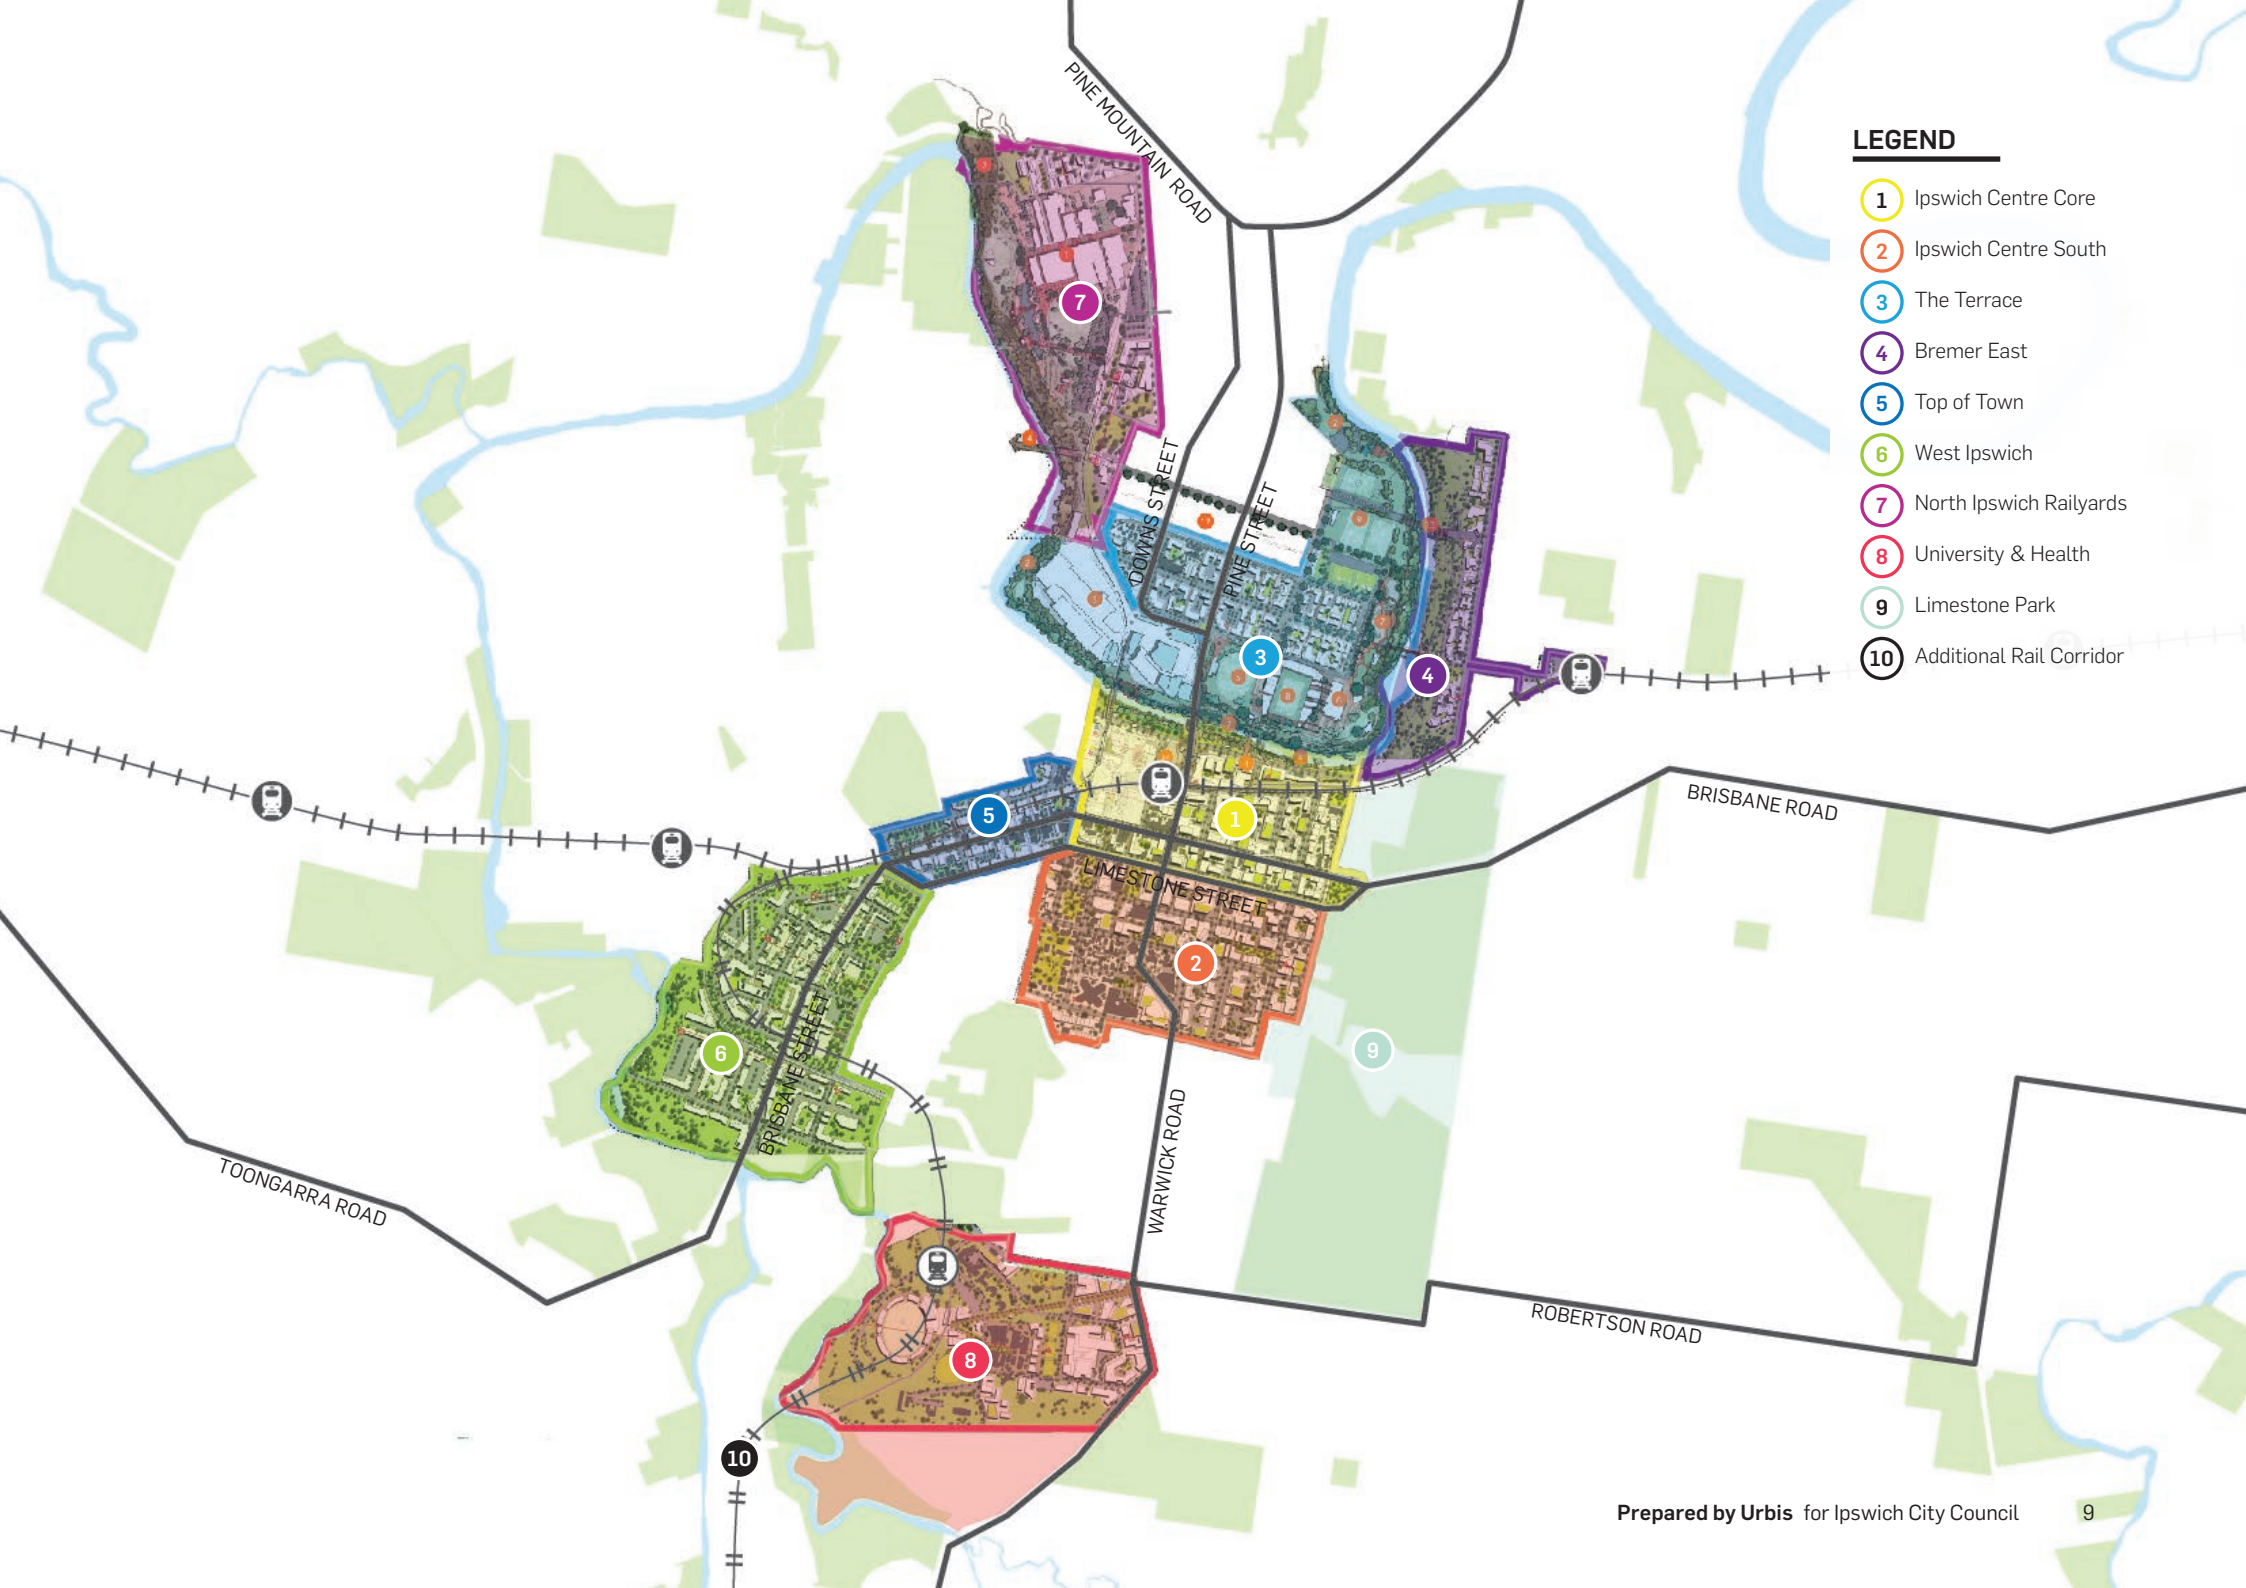 PINE MOUNTAIN ROAD
LEGEND
1 Ipswich Centre Core
2 Ipswich Centre South
3 The Terrace
4 Bremer East
5 Top of Town
6 West Ipswich
7 North Ipswich Railyards
8 University & Health
9 Limestone Park
10 Additional Rail Corridor
7
DOWNS STREET
PINE STREET
3
4
5
1
BRISBANE ROAD
LIMESTONE STREET
2
6
BRISBANE STREET
9
WARWICK ROAD
TOONGARRA ROAD
ROBERTSON ROAD
8
10
Prepared by Urbis for Ipswich City Council 9